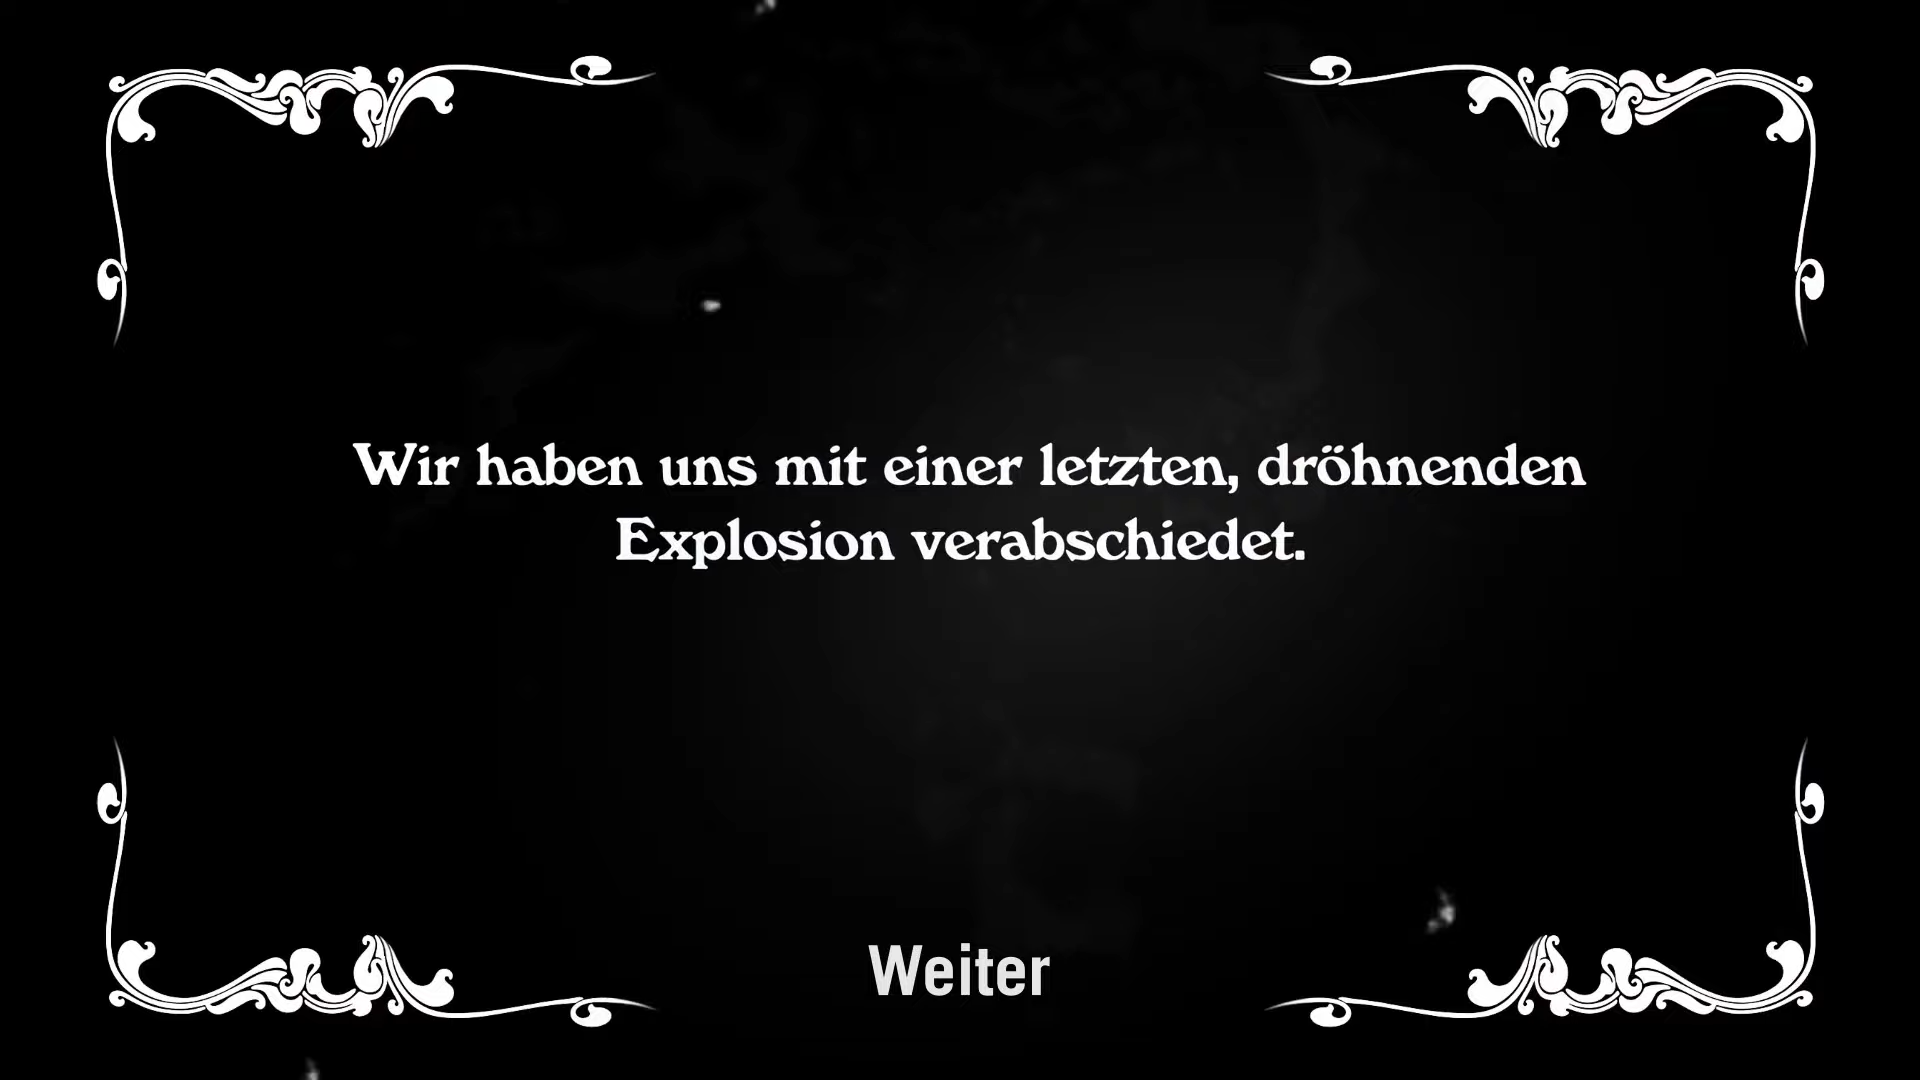 Wir haben uns mit einer letzten, dröhnenden
Explosion verabschiedet.
Weiter